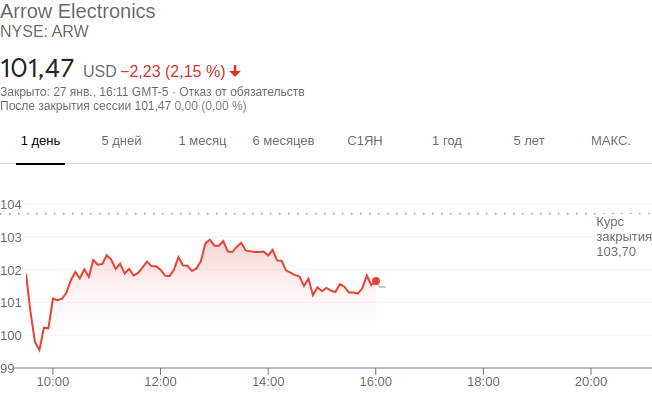 Arrow Electronics
NYSE: ARW
101,47 USD −2,23 (2,15 %)
Закрыто: 27 янв., 16:11 GMT-5 · Отказ от обязательств
После закрытия сессии 101,47 0,00 (0,00 %)
1 день 5 дней 1 месяц 6 месяцев С1ЯН 1 год 5 лет МАКС.
104
Курс
103
закрытия
103,70
102
101
100
99
10:00 12:00 14:00 16:00 18:00 20:00